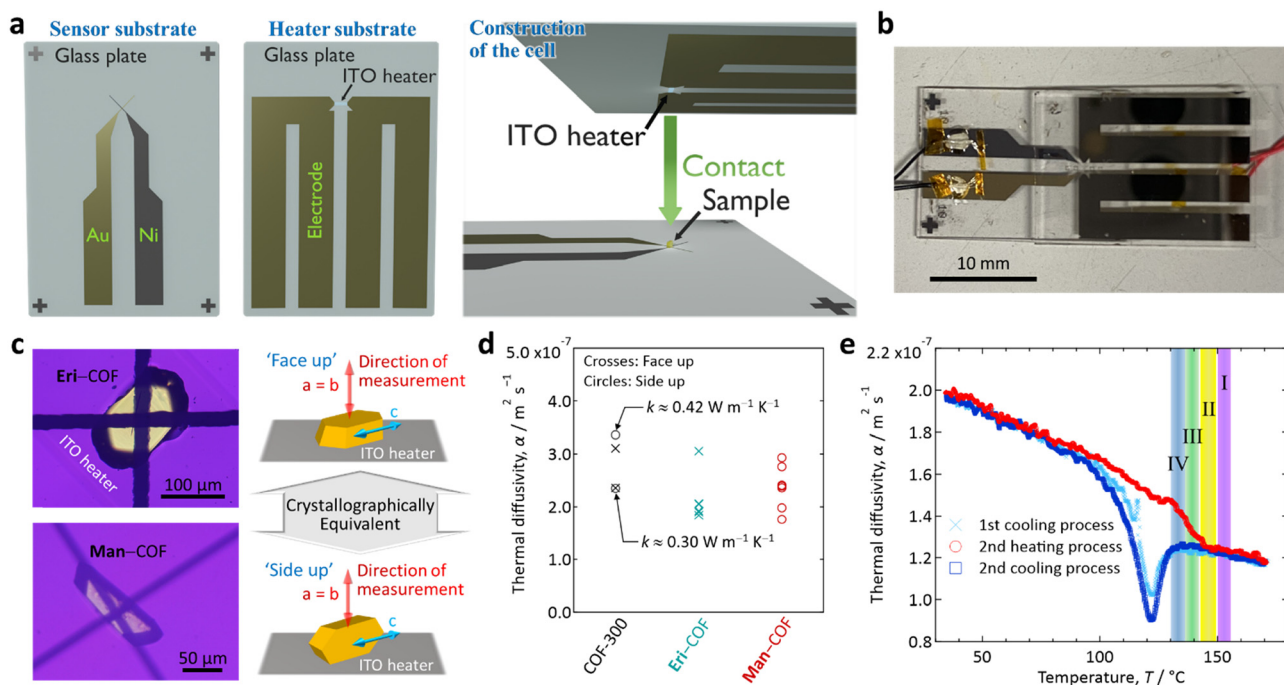 a
Sensor substrate
Glass plate
Au
Ni
Heater substrate
Glass plate
ITO heater
Electrode
Construction
of the cell
ITO heater
Contact
Sample
b
10 mm
c
Eri–COF
ITO heater
100 μm
Man–COF
50 μm
'Face up'
Direction of
measurement
a = b
c
ITO heater
Crystallographically
Equivalent
'Side up'
Direction of
measurement
a = b
c
ITO heater
d
5.0 x10⁻⁷
Crosses: Face up
Circles: Side up
k ≈ 0.42 W m⁻¹ K⁻¹
k ≈ 0.30 W m⁻¹ K⁻¹
4.0
3.0
2.0
1.0
0.0
Thermal diffusivity, α / m² s⁻¹
COF-300
Eri–COF
Man–COF
e
2.2 x10⁻⁷
2.0
1.8
1.6
1.4
1.2
1.0
0.8
Thermal diffusivity, α / m² s⁻¹
I
II
III
IV
1st cooling process
2nd heating process
2nd cooling process
50
100
150
Temperature, T / °C